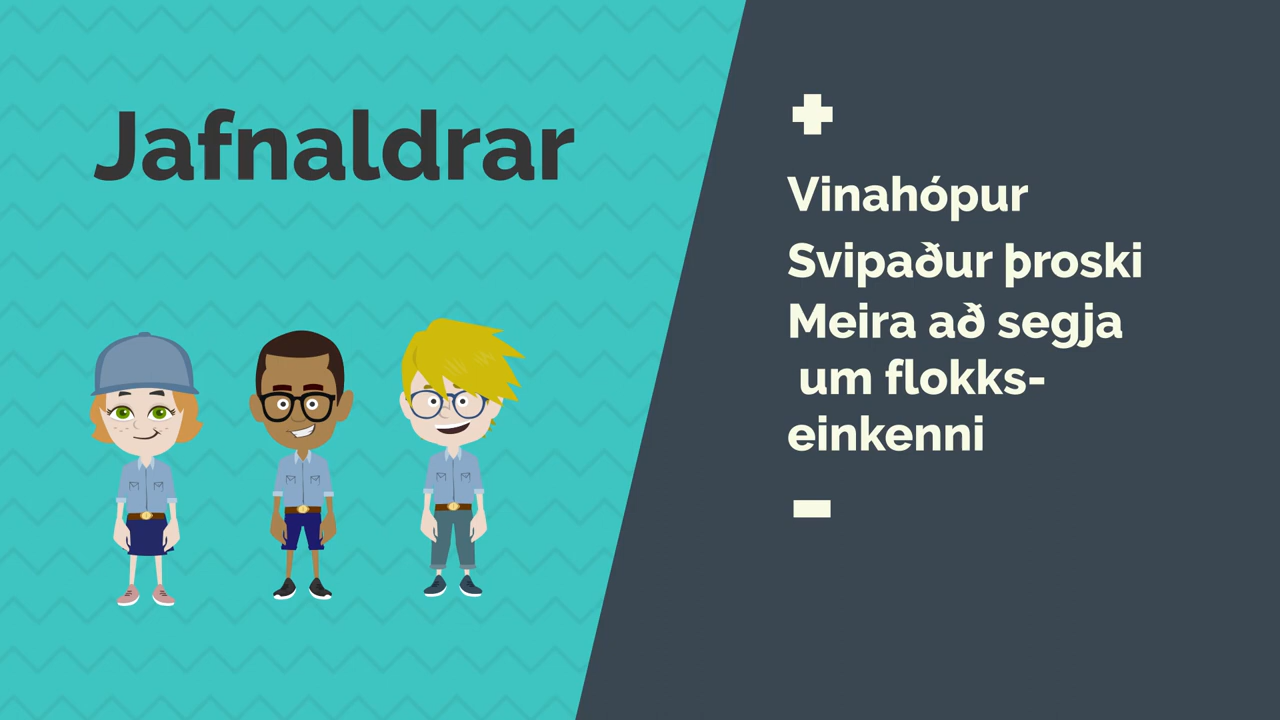 Jafnaldrar
+
Vinahópur
Svipaður þroski
Meira að segja
um flokks-
einkenni
-